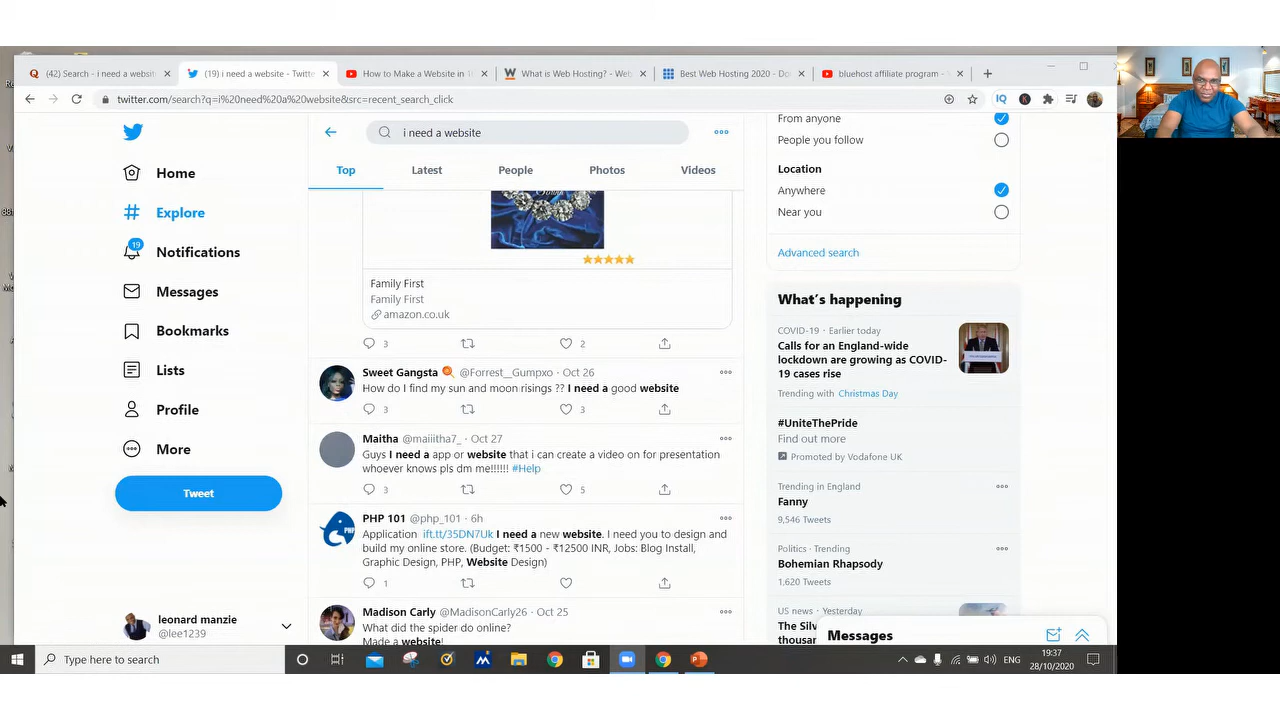 (42) Search - i need a websit
(19) i need a website - Twitte
How to Make a Website in 1
What is Web Hosting? - Web
Best Web Hosting 2020 - Do
bluehost affiliate program -
twitter.com/search?q=i%20need%20a%20website&src=recent_search_click
IQ
K
i need a website
Top
Latest
People
Photos
Videos
Home
Explore
19
Notifications
Messages
Bookmarks
Lists
Profile
More
Tweet
leonard manzie
@lee1239
Family First
Family First
amazon.co.uk
3
2
Sweet Gangsta @Forrest__Gumpxo · Oct 26
How do I find my sun and moon risings ?? I need a good website
3
3
Maitha @maiiitha7_ · Oct 27
Guys I need a app or website that i can create a video on for presentation
whoever knows pls dm me!!!!!! #Help
3
5
PHP 101 @php_101 · 6h
Application ift.tt/35DN7Uk I need a new website. I need you to design and
build my online store. (Budget: ₹1500 - ₹12500 INR, Jobs: Blog Install,
Graphic Design, PHP, Website Design)
1
Madison Carly @MadisonCarly26 · Oct 25
What did the spider do online?
Made a website!
From anyone
People you follow
Location
Anywhere
Near you
Advanced search
What's happening
COVID-19 · Earlier today
Calls for an England-wide
lockdown are growing as COVID-
19 cases rise
Trending with Christmas Day
#UniteThePride
Find out more
Promoted by Vodafone UK
Trending in England
Fanny
9,546 Tweets
Politics · Trending
Bohemian Rhapsody
1,620 Tweets
US news · Yesterday
The Silv
thousan
Messages
Type here to search
ENG
19:37
28/10/2020